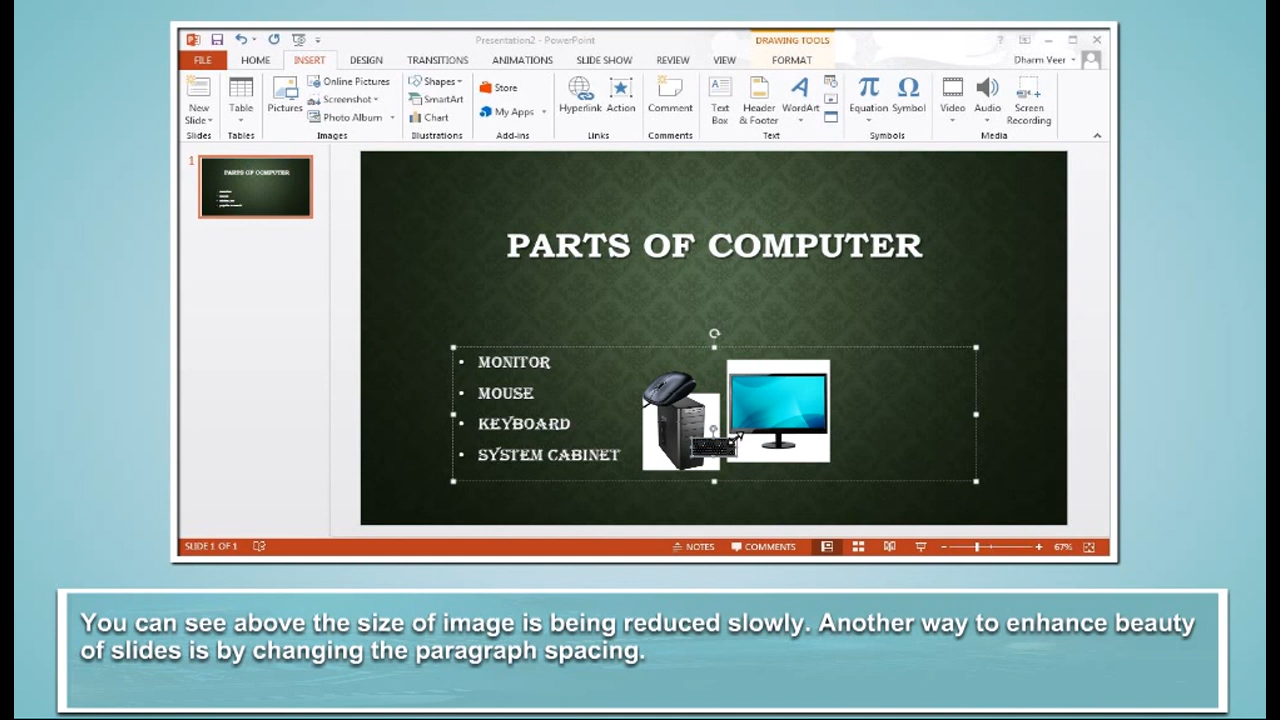 Presentation2 - PowerPoint
DRAWING TOOLS
?
FILE HOME INSERT DESIGN TRANSITIONS ANIMATIONS SLIDE SHOW REVIEW VIEW FORMAT Dharm Veer
New Slide
Table
Pictures
Online Pictures
Screenshot
Photo Album
Shapes
SmartArt
Chart
Store
My Apps
Hyperlink
Action
Comment
Text Box
Header & Footer
WordArt
Equation
Symbol
Video
Audio
Screen Recording
Slides Tables Images Illustrations Add-ins Links Comments Text Symbols Media
1
PARTS OF COMPUTER
PARTS OF COMPUTER
• MONITOR
• MOUSE
• KEYBOARD
• SYSTEM CABINET
SLIDE 1 OF 1 NOTES COMMENTS 67%
You can see above the size of image is being reduced slowly. Another way to enhance beauty
of slides is by changing the paragraph spacing.